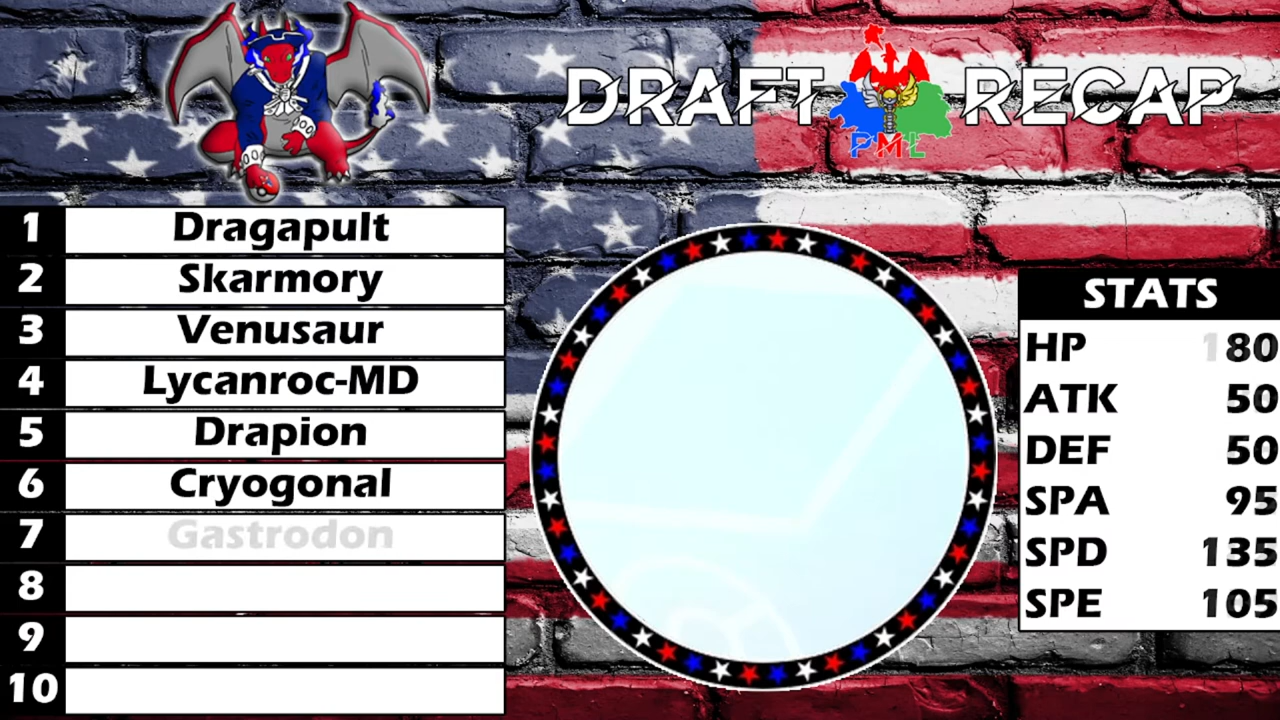 DRAFT RECAP
PML
1 Dragapult
2 Skarmory
3 Venusaur
4 Lycanroc-MD
5 Drapion
6 Cryogonal
7 Gastrodon
8
9
10
STATS
HP 180
ATK 50
DEF 50
SPA 95
SPD 135
SPE 105